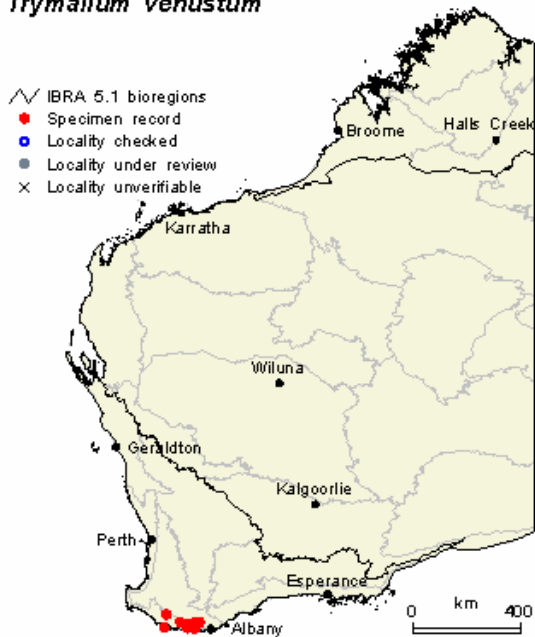 Trymalium venustum
IBRA 5.1 bioregions
Specimen record
Locality checked
Locality under review
Locality unverifiable
Broome
Halls Creek
Karratha
Wiluna
Geraldton
Kalgoorlie
Perth
Esperance
Albany
km
0 400